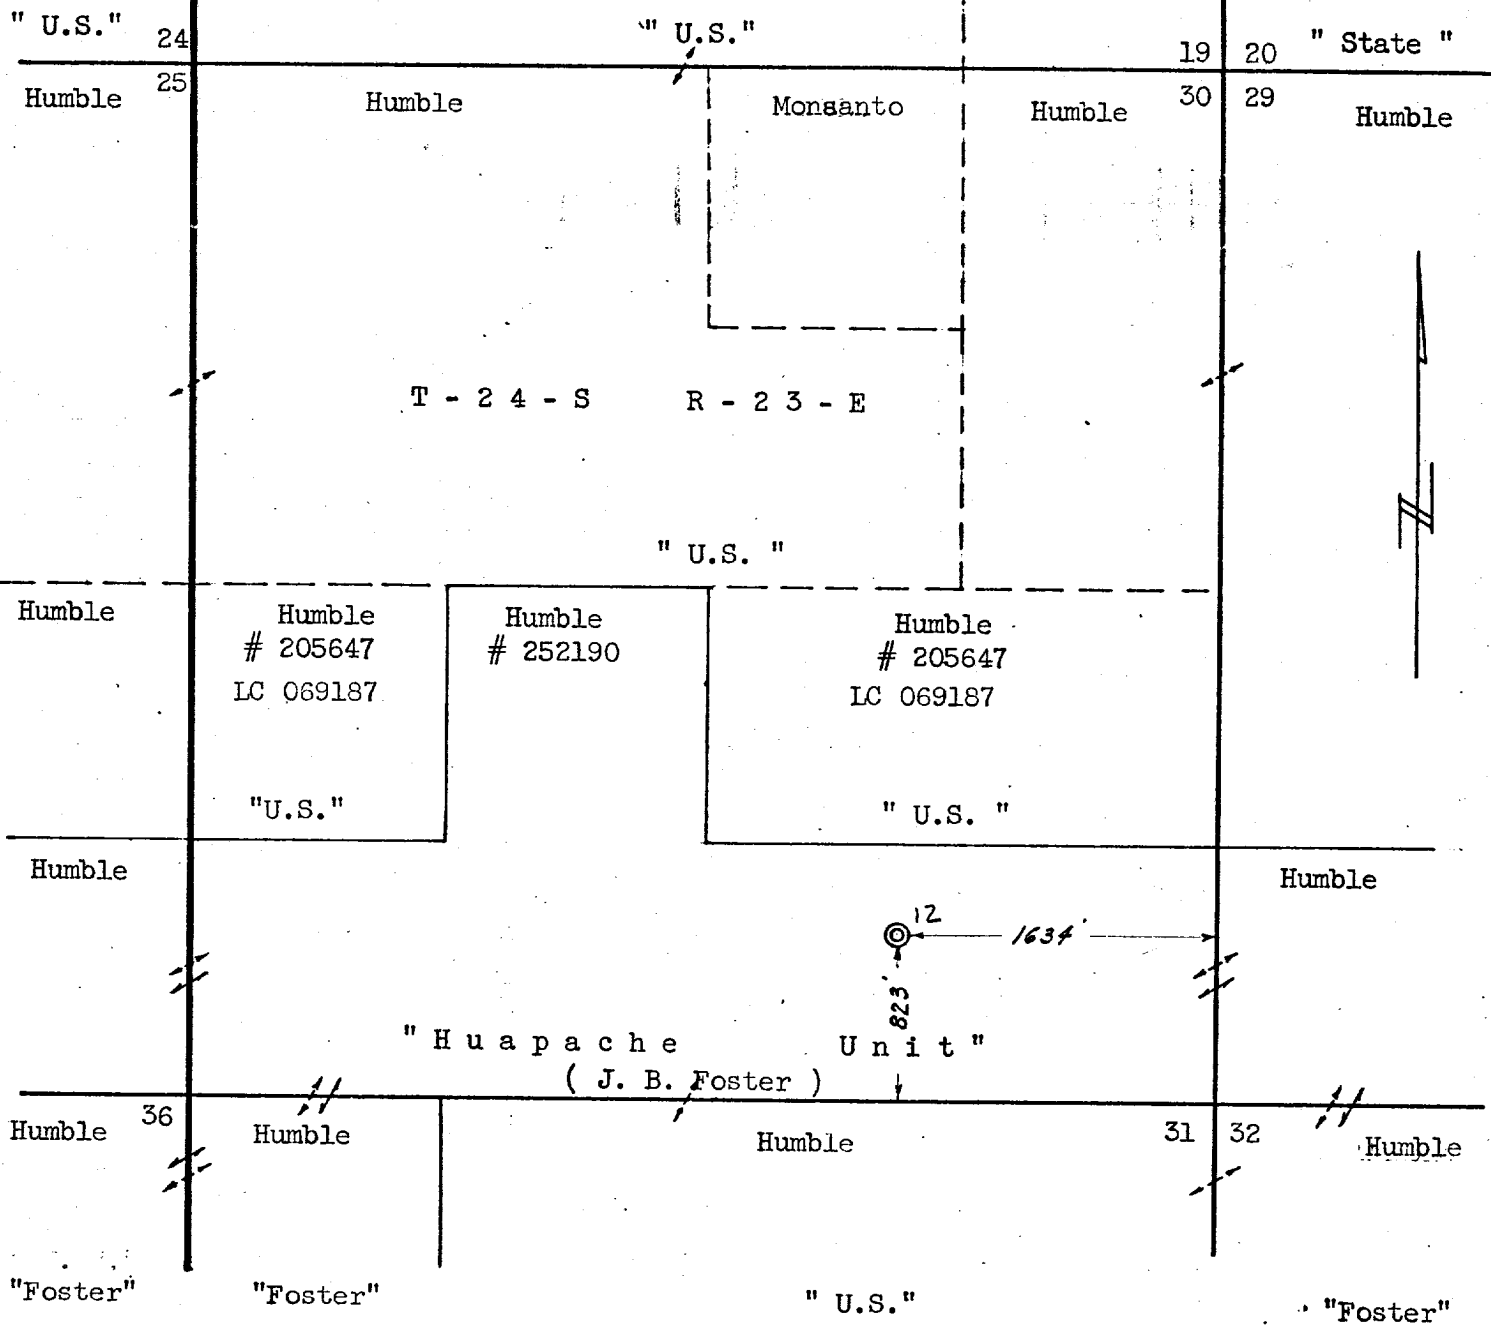 " U.S." 24 " U.S." 19 20 " State "
25 30 29
Humble Humble Monsanto Humble Humble
T - 2 4 - S R - 2 3 - E
" U.S. "
Humble Humble Humble Humble
# 205647 # 252190 # 205647
LC 069187 LC 069187
"U.S." " U.S. "
Humble Humble
12
1634'
823'
"Huapache Unit"
( J. B. Foster )
36 31 32
Humble Humble Humble Humble
"Foster" "Foster" " U.S." "Foster"
N